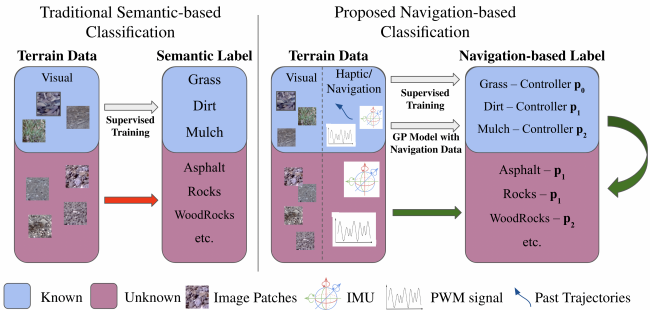 Traditional Semantic-based
Classification
Terrain Data
Semantic Label
Visual
Grass
Dirt
Mulch
Supervised
Training
Asphalt
Rocks
WoodRocks
etc.
Proposed Navigation-based
Classification
Terrain Data
Navigation-based Label
Visual
Haptic/
Navigation
Supervised
Training
GP Model with
Navigation Data
Grass – Controller p0
Dirt – Controller p1
Mulch – Controller p2
Asphalt – p1
Rocks – p1
WoodRocks – p2
etc.
Known
Unknown
Image Patches
IMU
PWM signal
Past Trajectories